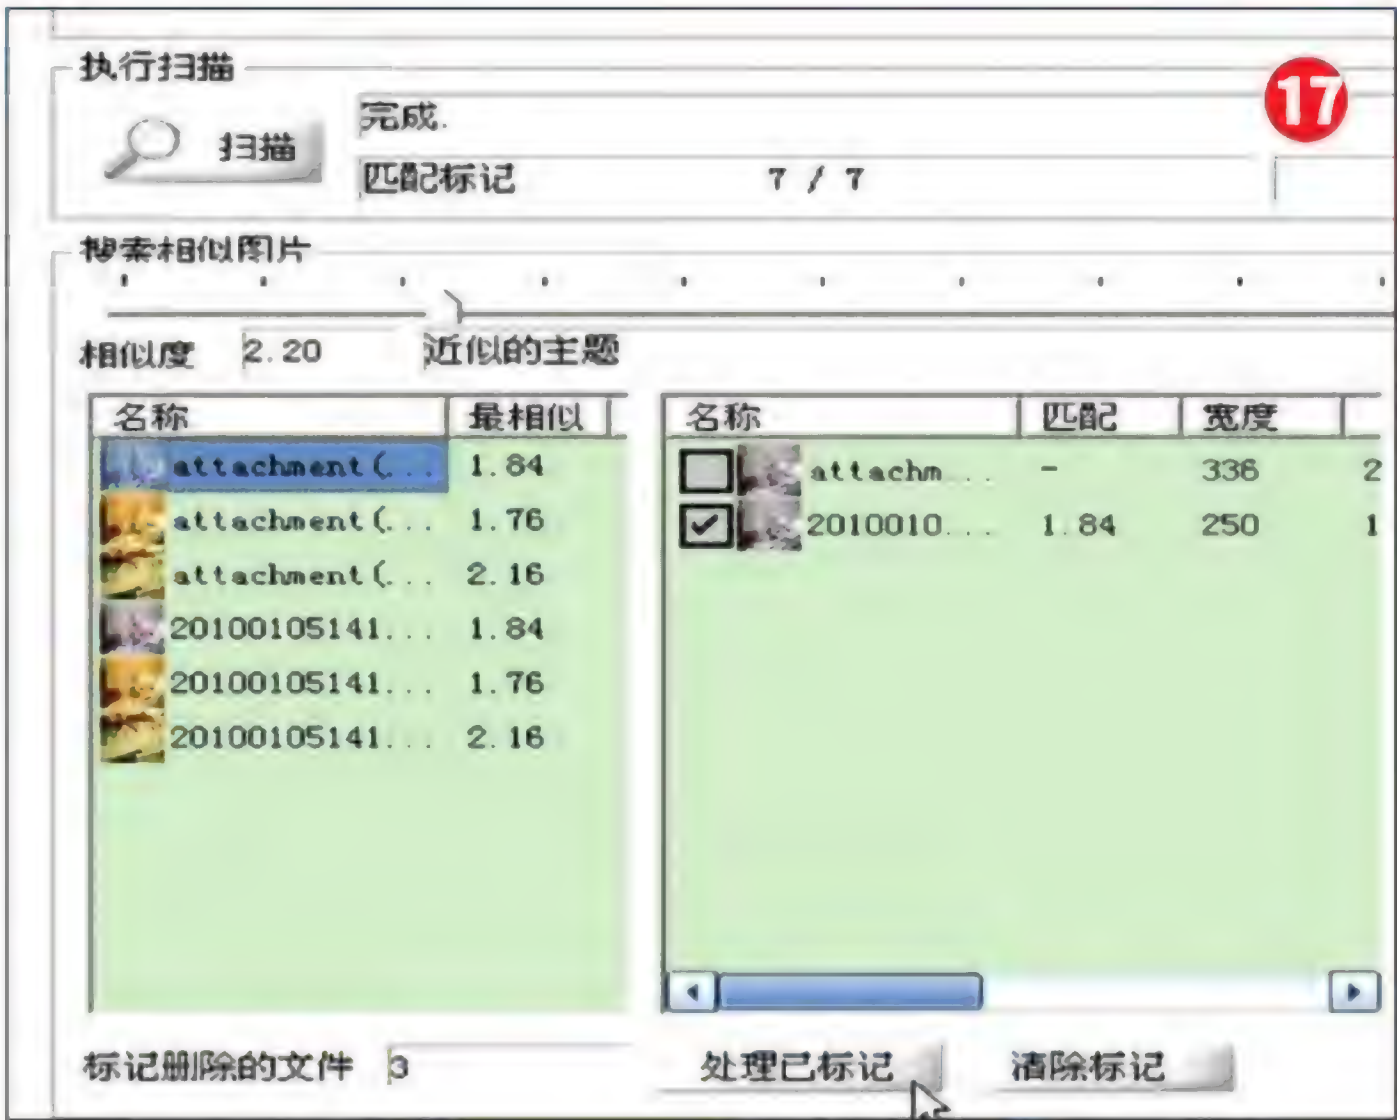 执行扫描
17
扫描
完成.
匹配标记 7 / 7
搜索相似图片
相似度 2.20 近似的主题
名称 最相似
attachment(... 1.84
attachment(... 1.76
attachment(... 2.16
20100105141... 1.84
20100105141... 1.76
20100105141... 2.16
名称 匹配 宽度
attachm... - 336 2
2010010... 1.84 250 1
标记删除的文件 3
处理已标记 清除标记